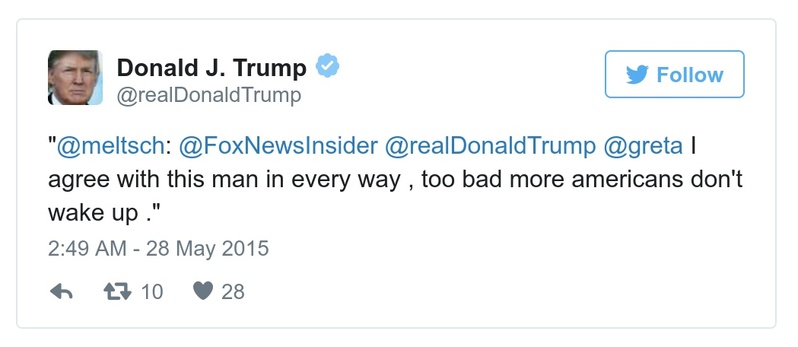 Donald J. Trump
@realDonaldTrump
Follow
"@meltsch: @FoxNewsInsider @realDonaldTrump @greta I
agree with this man in every way , too bad more americans don't
wake up ."
2:49 AM - 28 May 2015
10 28